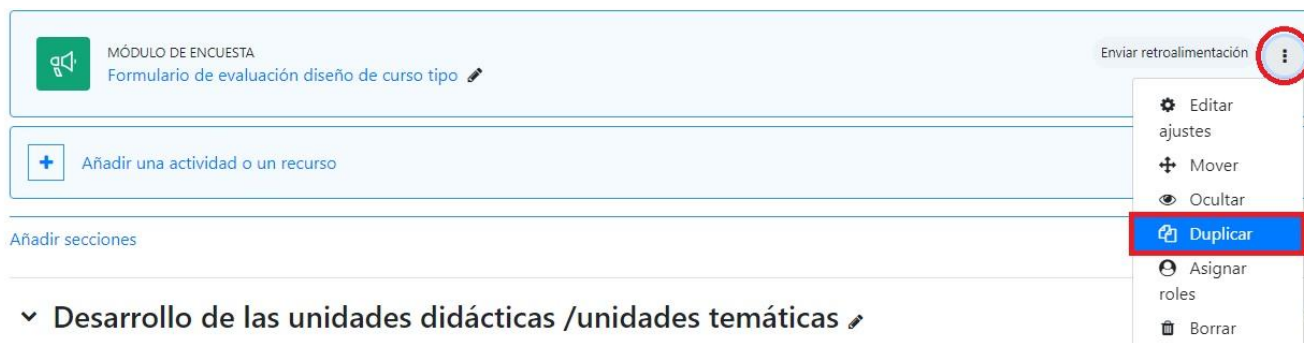 MÓDULO DE ENCUESTA
Enviar retroalimentación
Formulario de evaluación diseño de curso tipo
Editar
ajustes
Añadir una actividad o un recurso
Mover
Ocultar
Añadir secciones
Duplicar
Asignar
roles
Desarrollo de las unidades didácticas /unidades temáticas
Borrar